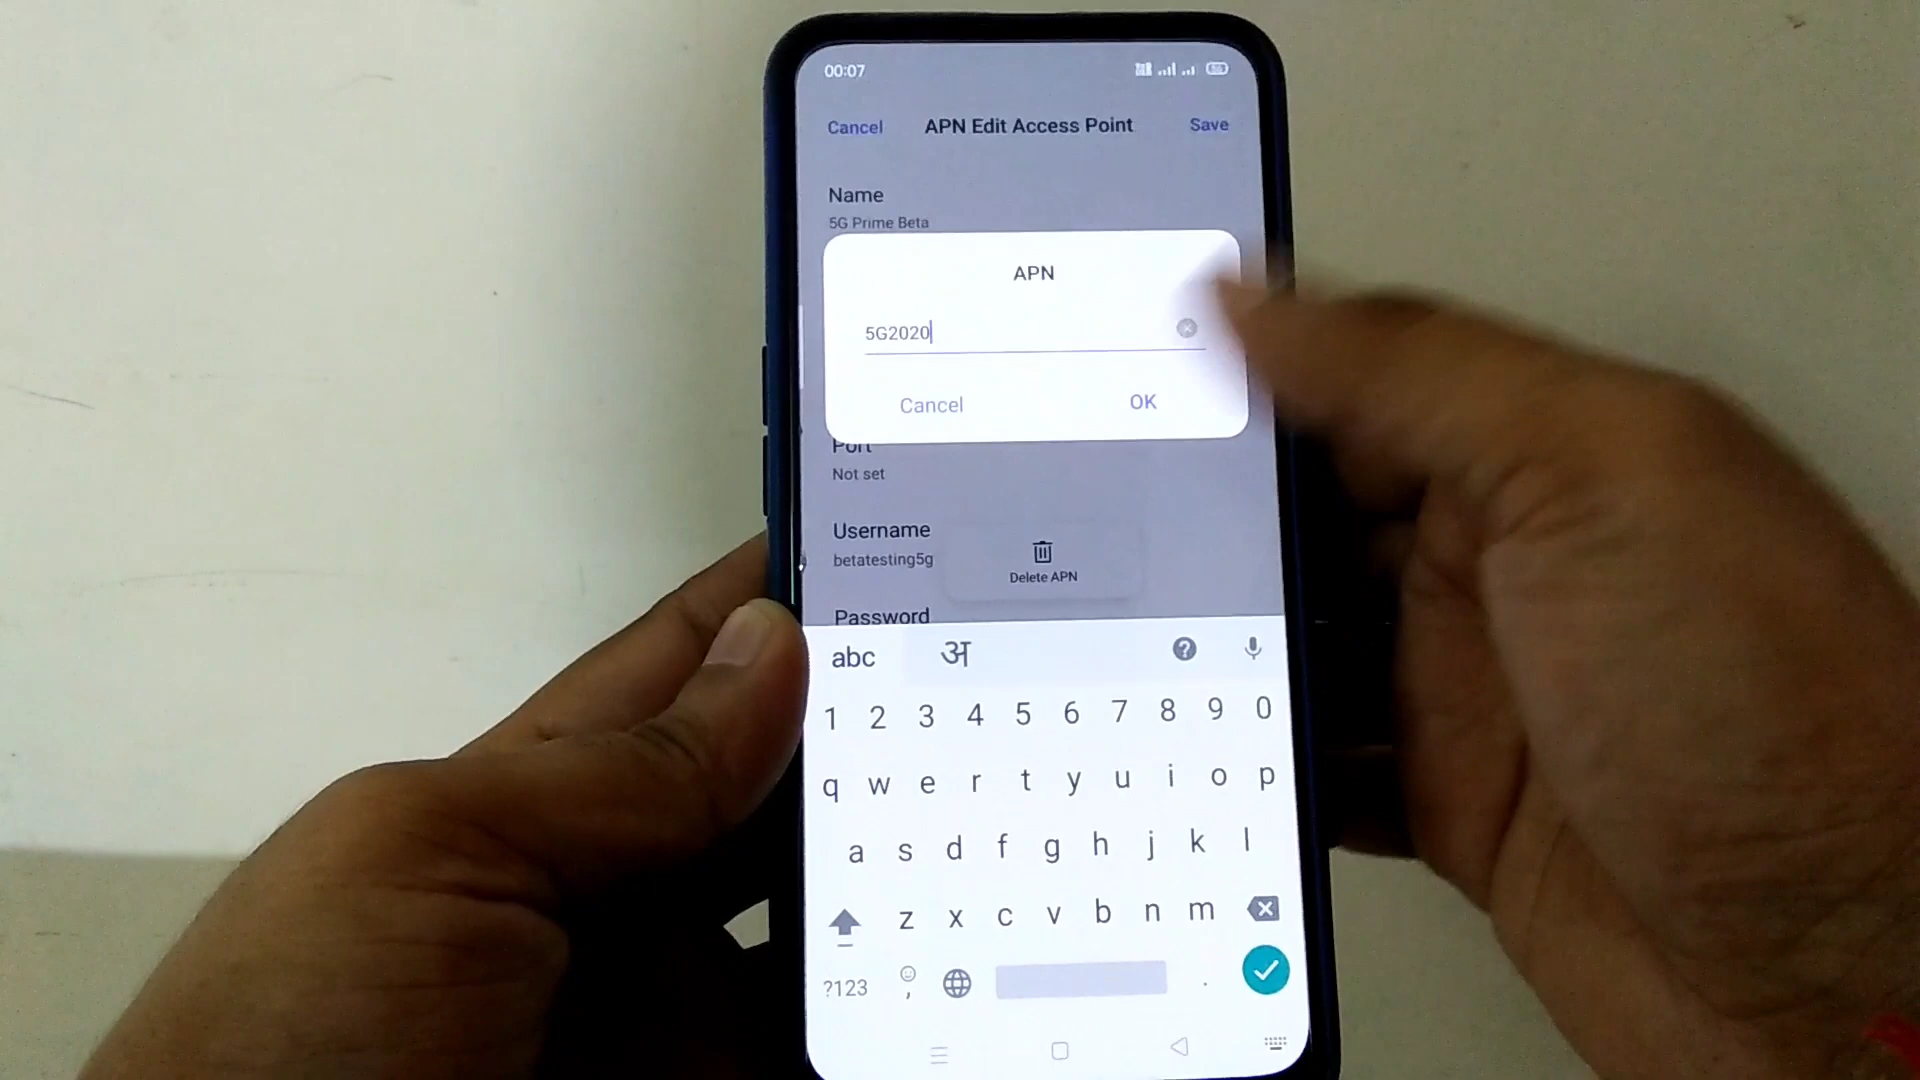 00:07
Cancel APN Edit Access Point Save
Name
5G Prime Beta
APN
5G2020
Cancel OK
Port
Not set
Username
betatesting5g
Delete APN
Password
abc अ
1 2 3 4 5 6 7 8 9 0
q w e r t y u i o p
a s d f g h j k l
z x c v b n m
?123 , .